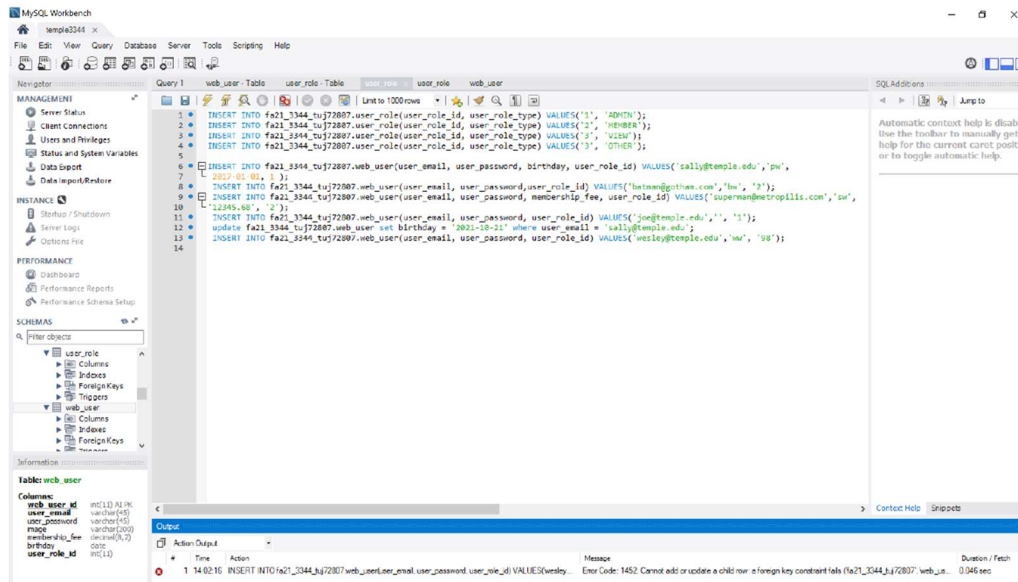 MySQL Workbench
temple3344
File Edit View Query Database Server Tools Scripting Help
Navigator
Query 1 web_user - Table user_role - Table user_role user_role web_user
SQLAdditions
MANAGEMENT
Server Status
Client Connections
Users and Privileges
Status and System Variables
Data Export
Data Import/Restore
INSTANCE
Startup / Shutdown
Server Logs
Options File
PERFORMANCE
Dashboard
Performance Reports
Performance Schema Setup
SCHEMAS
Filter objects
user_role
Columns
Indexes
Foreign Keys
Triggers
web_user
Columns
Indexes
Foreign Keys
Triggers
Information
Table: web_user
Columns:
web_user_id int(11) AI PK
user_email varchar(45)
user_password varchar(45)
image varchar(200)
membership_fee decimal(8,2)
birthday date
user_role_id int(11)
Limit to 1000 rows
1 INSERT INTO fa21_3344_tuj72807.user_role(user_role_id, user_role_type) VALUES('1', 'ADMIN');
2 INSERT INTO fa21_3344_tuj72807.user_role(user_role_id, user_role_type) VALUES('2', 'MEMBER');
3 INSERT INTO fa21_3344_tuj72807.user_role(user_role_id, user_role_type) VALUES('3', 'VIEW');
4 INSERT INTO fa21_3344_tuj72807.user_role(user_role_id, user_role_type) VALUES('3', 'OTHER');
5
6 INSERT INTO fa21_3344_tuj72807.web_user(user_email, user_password, birthday, user_role_id) VALUES('sally@temple.edu','pw',
7 2017-01-01, 1 );
8 INSERT INTO fa21_3344_tuj72807.web_user(user_email, user_password,user_role_id) VALUES('batman@gotham.com','bw', '2');
9 INSERT INTO fa21_3344_tuj72807.web_user(user_email, user_password, membership_fee, user_role_id) VALUES('superman@metropilis.com','sw',
10 '12345.68', '2');
11 INSERT INTO fa21_3344_tuj72807.web_user(user_email, user_password, user_role_id) VALUES('joe@temple.edu','', '1');
12 update fa21_3344_tuj72807.web_user set birthday = '2021-10-21' where user_email = 'sally@temple.edu';
13 INSERT INTO fa21_3344_tuj72807.web_user(user_email, user_password, user_role_id) VALUES('wesley@temple.edu','ww', '98');
14
Jump to
Automatic context help is disab
Use the toolbar to manually get
help for the current caret posit
or to toggle automatic help.
Context Help Snippets
Output
Action Output
# Time Action Message Duration / Fetch
1 14:02:16 INSERT INTO fa21_3344_tuj72807.web_user(user_email, user_password, user_role_id) VALUES(wesley... Error Code: 1452. Cannot add or update a child row: a foreign key constraint fails (`fa21_3344_tuj72807`.`web_us... 0.046 sec